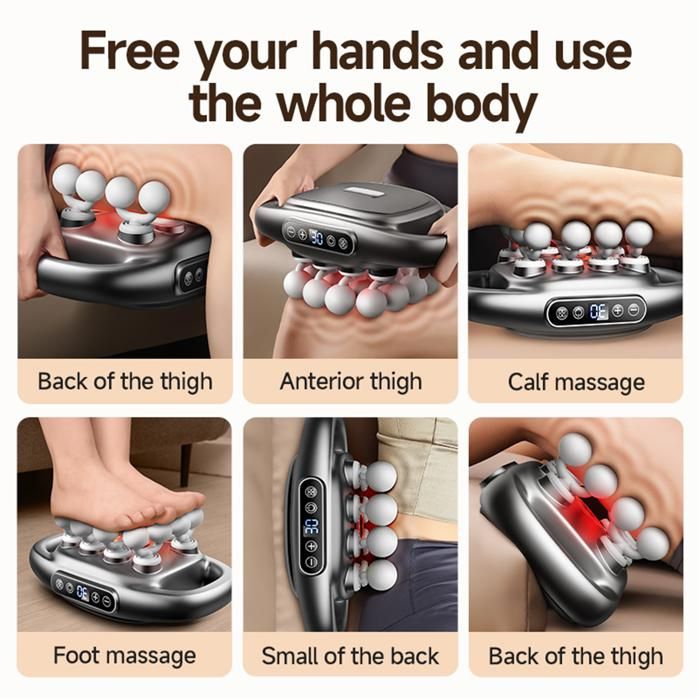 Free your hands and use
the whole body
30
Back of the thigh
Anterior thigh
Calf massage
Foot massage
Small of the back
Back of the thigh